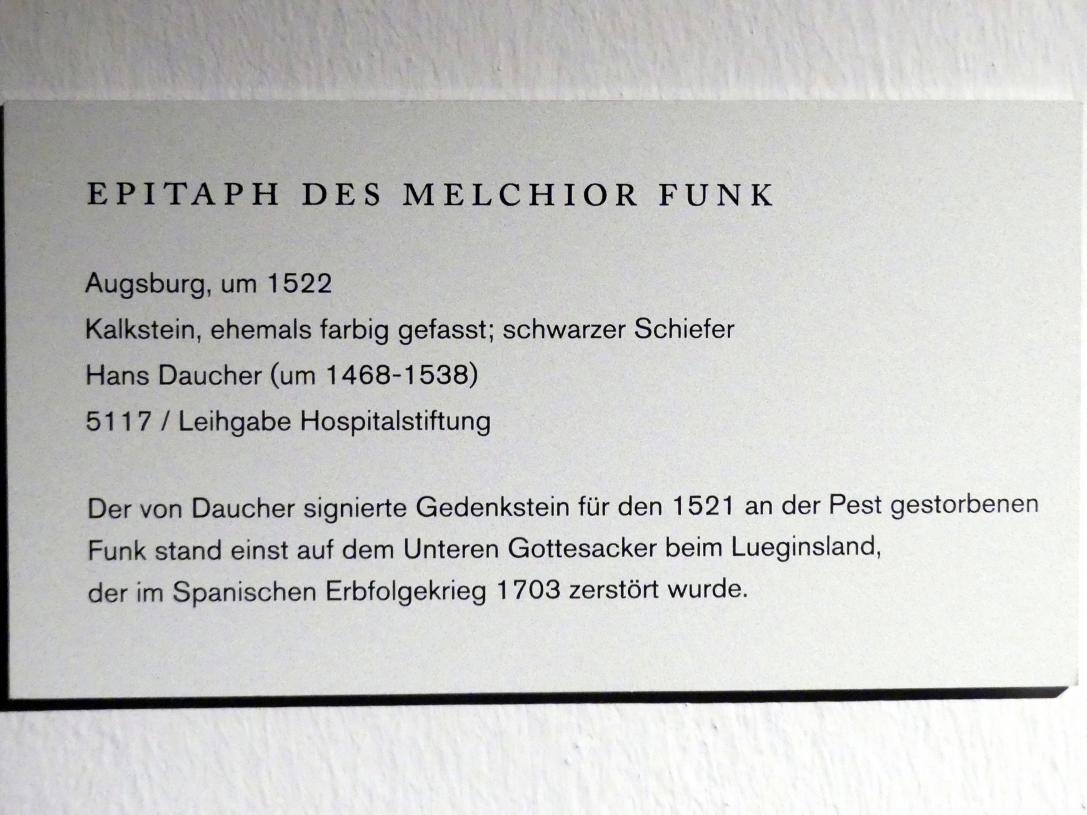 EPITAPH DES MELCHIOR FUNK
Augsburg, um 1522
Kalkstein, ehemals farbig gefasst; schwarzer Schiefer
Hans Daucher (um 1468-1538)
5117 / Leihgabe Hospitalstiftung
Der von Daucher signierte Gedenkstein für den 1521 an der Pest gestorbenen
Funk stand einst auf dem Unteren Gottesacker beim Lueginsland,
der im Spanischen Erbfolgekrieg 1703 zerstört wurde.